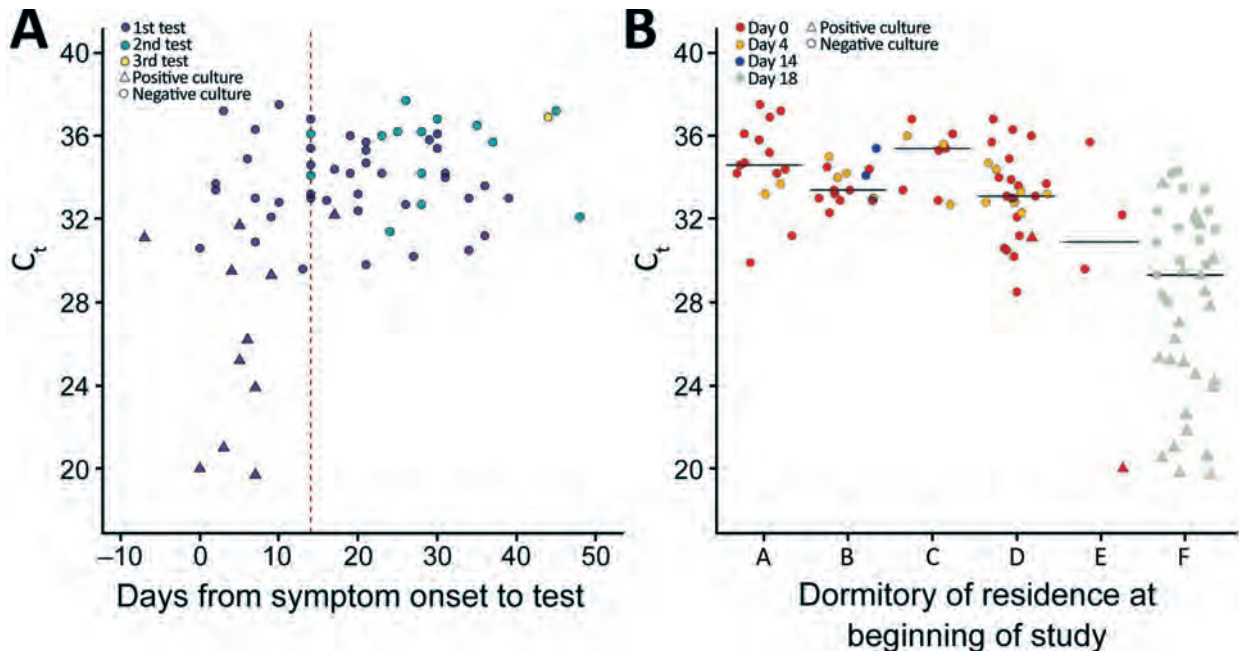 A
1st test
2nd test
3rd test
Positive culture
Negative culture
40
36
32
28
24
20
Ct
−10 0 10 20 30 40 50
Days from symptom onset to test
B
Day 0
Day 4
Day 14
Day 18
Positive culture
Negative culture
40
36
32
28
24
20
Ct
A B C D E F
Dormitory of residence at
beginning of study